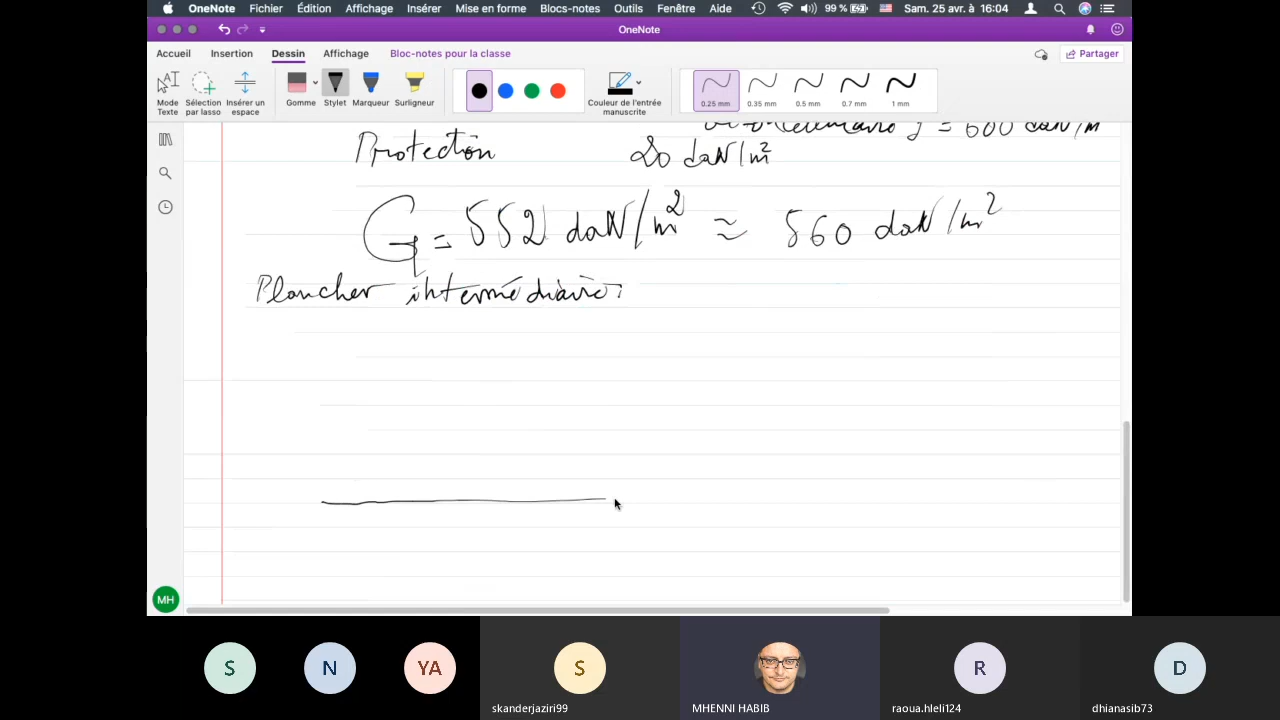 OneNote Fichier Édition Affichage Insérer Mise en forme Blocs-notes Outils Fenêtre Aide 99 % Sam. 25 avr. à 16:04
OneNote
Accueil Insertion Dessin Affichage Bloc-notes pour la classe Partager
Mode Texte Sélection par lasso Insérer un espace Gomme Stylet Marqueur Surligneur Couleur de l'entrée manuscrite 0.25 mm 0.35 mm 0.5 mm 0.7 mm 1 mm
= 600 daN/m
Protection 20 daN/m²
G = 552 daN/m² ≈ 560 daN/m²
Plancher intermédiaire:
MH
S N YA S R D
skanderjaziri99 MHENNI HABIB raoua.hleli124 dhianasib73